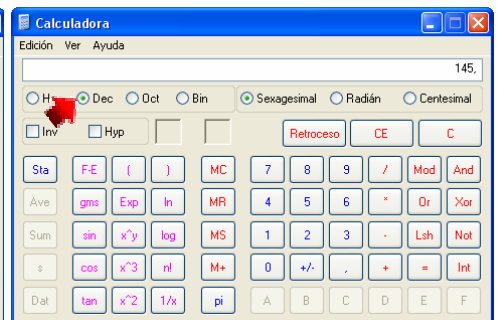 Calculadora
Edición Ver Ayuda
145,
Dec Oct Bin Sexagesimal Radián Centesimal
Inv Hyp Retroceso CE C
Sta F-E ( ) MC 7 8 9 / Mod And
Ave gms Exp ln MR 4 5 6 * Or Xor
Sum sin x^y log MS 1 2 3 - Lsh Not
s cos x^3 n! M+ 0 +/- , + = Int
Dat tan x^2 1/x pi A B C D E F